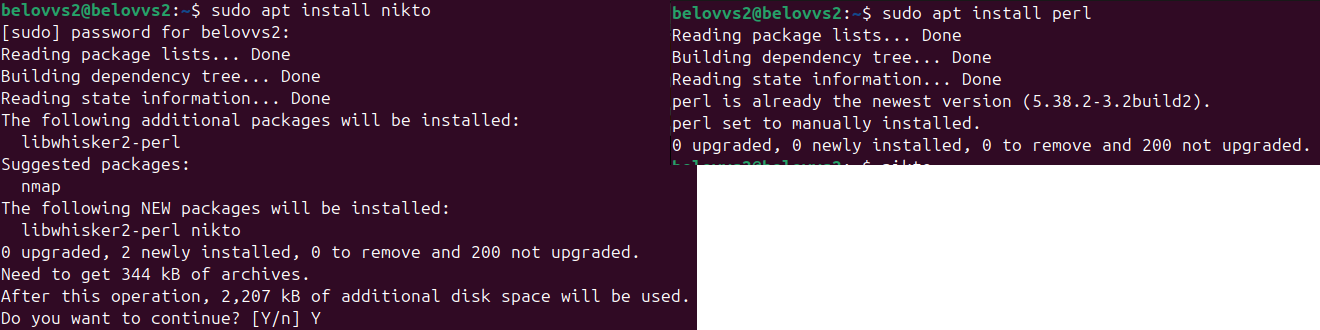 belovvs2@belovvs2:~$ sudo apt install nikto
[sudo] password for belovvs2:
Reading package lists... Done
Building dependency tree... Done
Reading state information... Done
The following additional packages will be installed:
  libwhisker2-perl
Suggested packages:
  nmap
The following NEW packages will be installed:
  libwhisker2-perl nikto
0 upgraded, 2 newly installed, 0 to remove and 200 not upgraded.
Need to get 344 kB of archives.
After this operation, 2,207 kB of additional disk space will be used.
Do you want to continue? [Y/n] Y
belovvs2@belovvs2:~$ sudo apt install perl
Reading package lists... Done
Building dependency tree... Done
Reading state information... Done
perl is already the newest version (5.38.2-3.2build2).
perl set to manually installed.
0 upgraded, 0 newly installed, 0 to remove and 200 not upgraded.